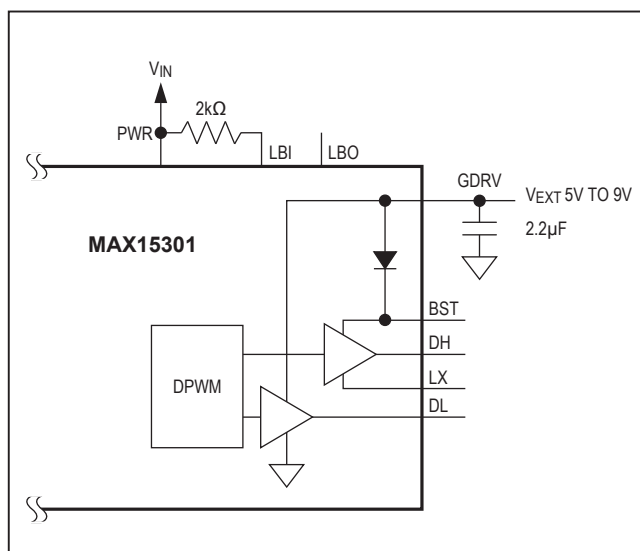 VIN
2kΩ
PWR
LBI
LBO
GDRV
VEXT 5V TO 9V
2.2µF
MAX15301
BST
DH
DPWM
LX
DL